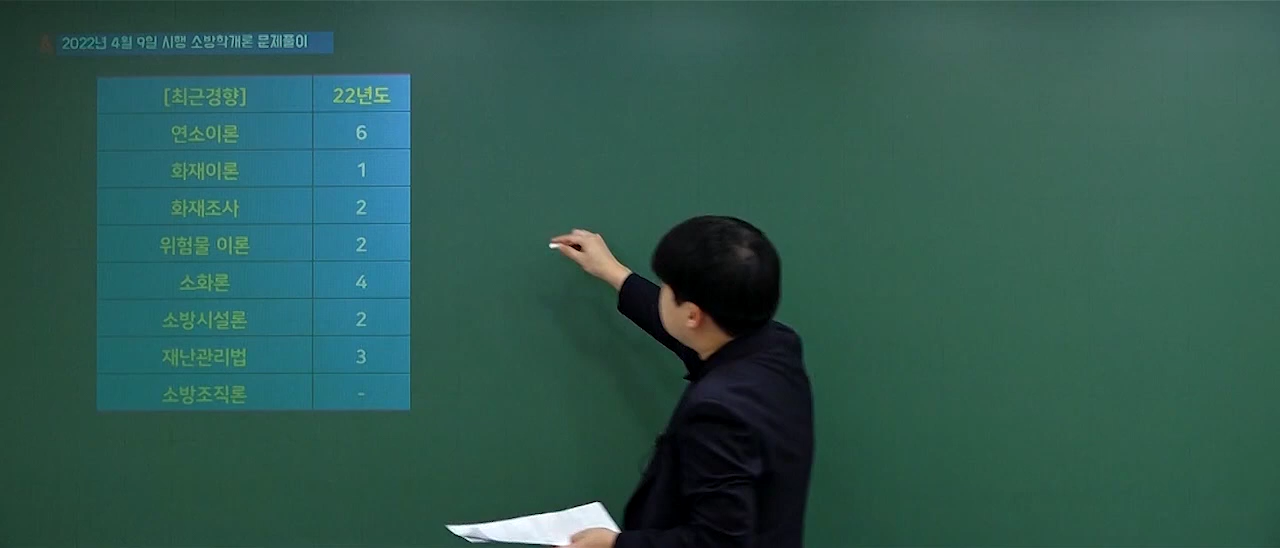 2022년 4월 9일 시행 소방학개론 문제풀이
[최근경향] 22년도
연소이론 6
화재이론 1
화재조사 2
위험물 이론 2
소화론 4
소방시설론 2
재난관리법 3
소방조직론 -